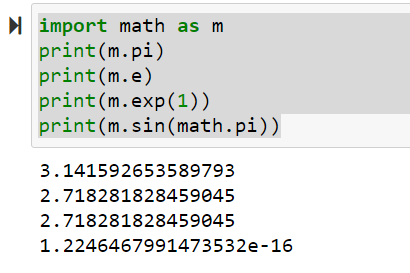 import math as m
print(m.pi)
print(m.e)
print(m.exp(1))
print(m.sin(math.pi))
3.141592653589793
2.718281828459045
2.718281828459045
1.2246467991473532e-16